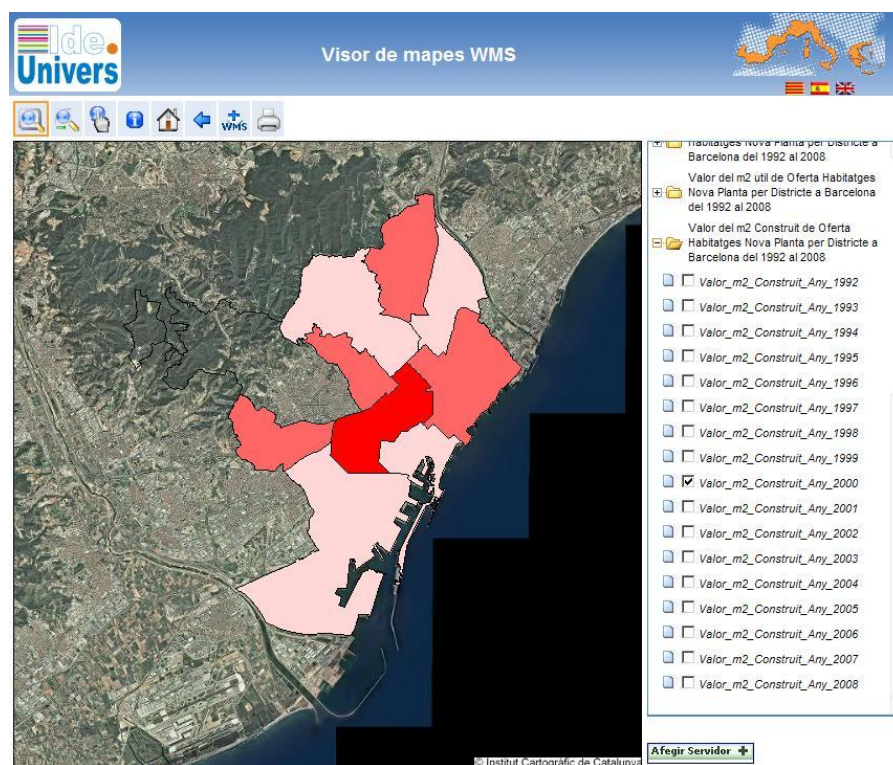 Ide
Univers
Visor de mapes WMS
WMS
Habitatges Nova Planta per Districte a
Barcelona del 1992 al 2008
Valor del m2 util de Oferta Habitatges
Nova Planta per Districte a Barcelona
del 1992 al 2008
Valor del m2 Construit de Oferta
Habitatges Nova Planta per Districte a
Barcelona del 1992 al 2008
Valor_m2_Construit_Any_1992
Valor_m2_Construit_Any_1993
Valor_m2_Construit_Any_1994
Valor_m2_Construit_Any_1995
Valor_m2_Construit_Any_1996
Valor_m2_Construit_Any_1997
Valor_m2_Construit_Any_1998
Valor_m2_Construit_Any_1999
Valor_m2_Construit_Any_2000
Valor_m2_Construit_Any_2001
Valor_m2_Construit_Any_2002
Valor_m2_Construit_Any_2003
Valor_m2_Construit_Any_2004
Valor_m2_Construit_Any_2005
Valor_m2_Construit_Any_2006
Valor_m2_Construit_Any_2007
Valor_m2_Construit_Any_2008
© Institut Cartogràfic de Catalunya
Afegir Servidor +